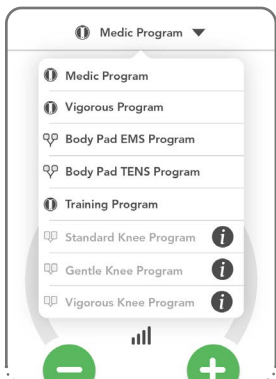 Medic Program
Medic Program
Vigorous Program
Body Pad EMS Program
Body Pad TENS Program
Training Program
Standard Knee Program i
Gentle Knee Program i
Vigorous Knee Program i